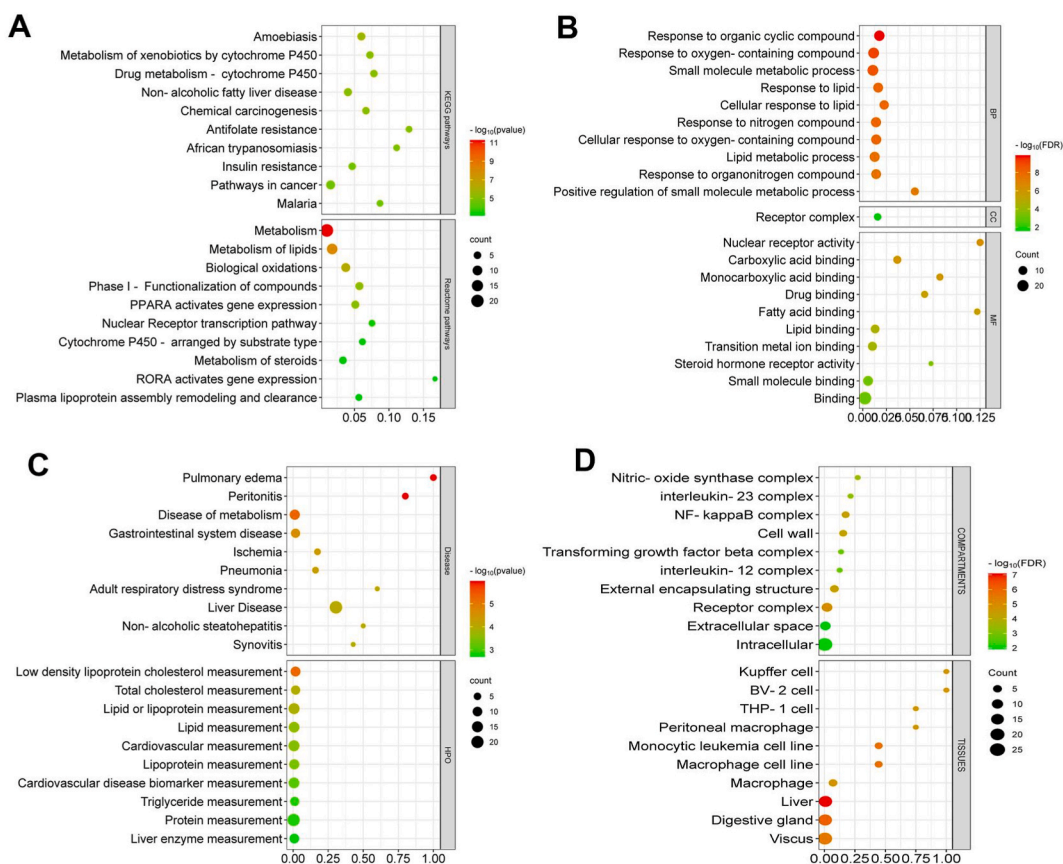 A
Amoebiasis
Metabolism of xenobiotics by cytochrome P450
Drug metabolism - cytochrome P450
Non- alcoholic fatty liver disease
Chemical carcinogenesis
Antifolate resistance
African trypanosomiasis
Insulin resistance
Pathways in cancer
Malaria
KEGG pathways
Metabolism
Metabolism of lipids
Biological oxidations
Phase I - Functionalization of compounds
PPARA activates gene expression
Nuclear Receptor transcription pathway
Cytochrome P450 - arranged by substrate type
Metabolism of steroids
RORA activates gene expression
Plasma lipoprotein assembly remodeling and clearance
Reactome pathways
0.05 0.10 0.15
- log10(pvalue)
11
9
7
5
3
count
5
10
15
20
B
Response to organic cyclic compound
Response to oxygen- containing compound
Small molecule metabolic process
Response to lipid
Cellular response to lipid
Response to nitrogen compound
Cellular response to oxygen- containing compound
Lipid metabolic process
Response to organonitrogen compound
Positive regulation of small molecule metabolic process
BP
Receptor complex
CC
Nuclear receptor activity
Carboxylic acid binding
Monocarboxylic acid binding
Drug binding
Fatty acid binding
Lipid binding
Transition metal ion binding
Steroid hormone receptor activity
Small molecule binding
Binding
MF
0.000 0.025 0.050 0.075 0.100 0.125
- log10(FDR)
8
6
4
2
Count
10
20
C
Pulmonary edema
Peritonitis
Disease of metabolism
Gastrointestinal system disease
Ischemia
Pneumonia
Adult respiratory distress syndrome
Liver Disease
Non- alcoholic steatohepatitis
Synovitis
Disease
Low density lipoprotein cholesterol measurement
Total cholesterol measurement
Lipid or lipoprotein measurement
Lipid measurement
Cardiovascular measurement
Lipoprotein measurement
Cardiovascular disease biomarker measurement
Triglyceride measurement
Protein measurement
Liver enzyme measurement
HPO
0.00 0.25 0.50 0.75 1.00
- log10(pvalue)
5
4
3
count
5
10
15
20
D
Nitric- oxide synthase complex
interleukin- 23 complex
NF- kappaB complex
Cell wall
Transforming growth factor beta complex
interleukin- 12 complex
External encapsulating structure
Receptor complex
Extracellular space
Intracellular
COMPARTMENTS
Kupffer cell
BV- 2 cell
THP- 1 cell
Peritoneal macrophage
Monocytic leukemia cell line
Macrophage cell line
Macrophage
Liver
Digestive gland
Viscus
TISSUES
0.00 0.25 0.50 0.75 1.00
- log10(FDR)
7
6
5
4
3
2
Count
5
10
15
20
25